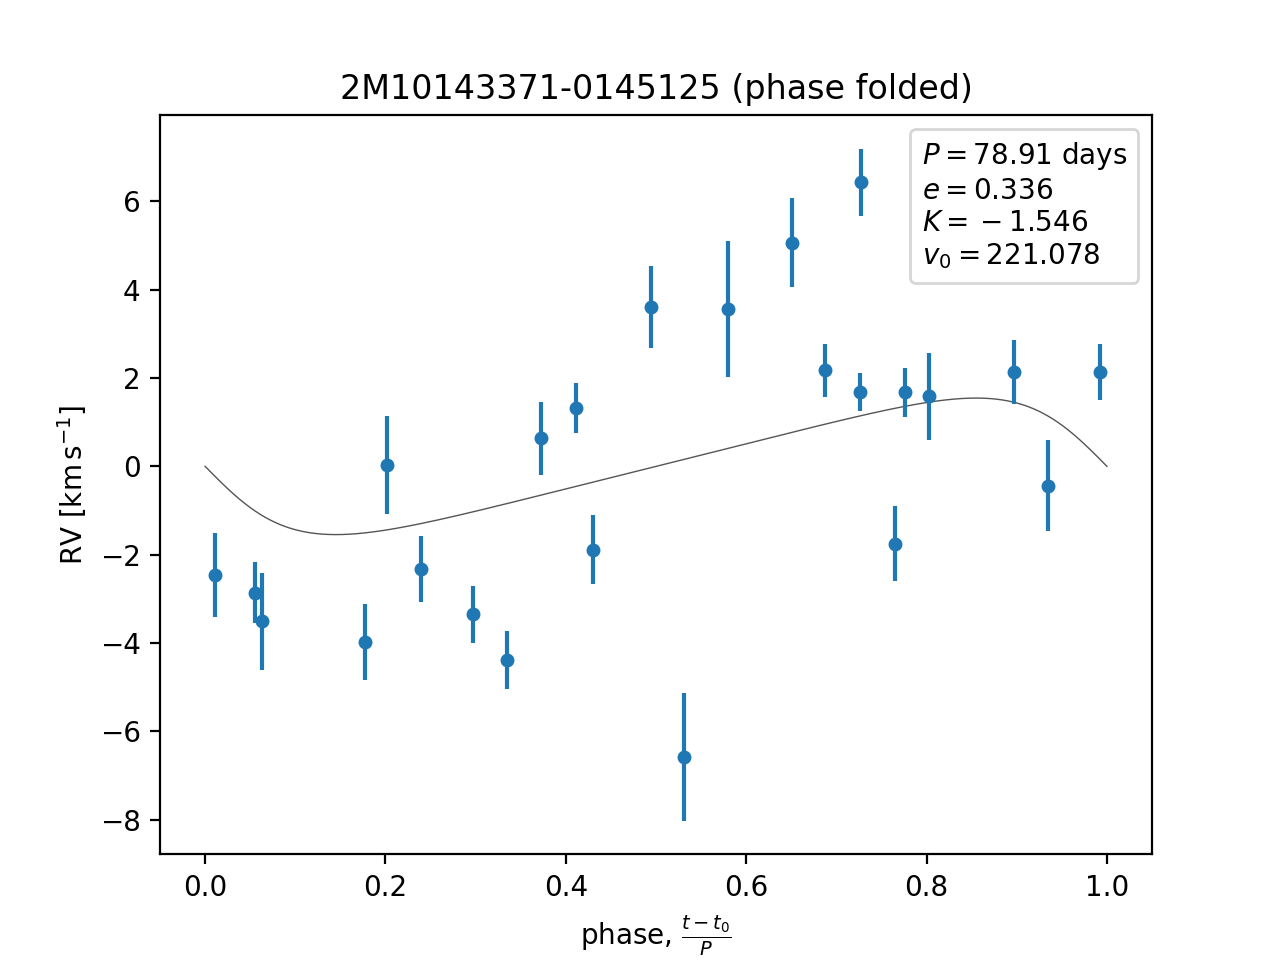 2M10143371-0145125 (phase folded)
P = 78.91 days
e = 0.336
K = −1.546
v₀ = 221.078
RV [km s⁻¹]
6
4
2
0
−2
−4
−6
−8
0.0 0.2 0.4 0.6 0.8 1.0
phase, (t − t₀)/P